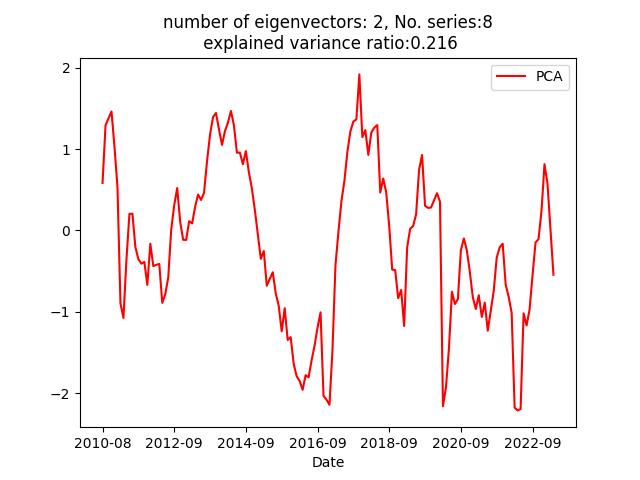 number of eigenvectors: 2, No. series:8
explained variance ratio:0.216
PCA
2
1
0
−1
−2
2010-08 2012-09 2014-09 2016-09 2018-09 2020-09 2022-09
Date